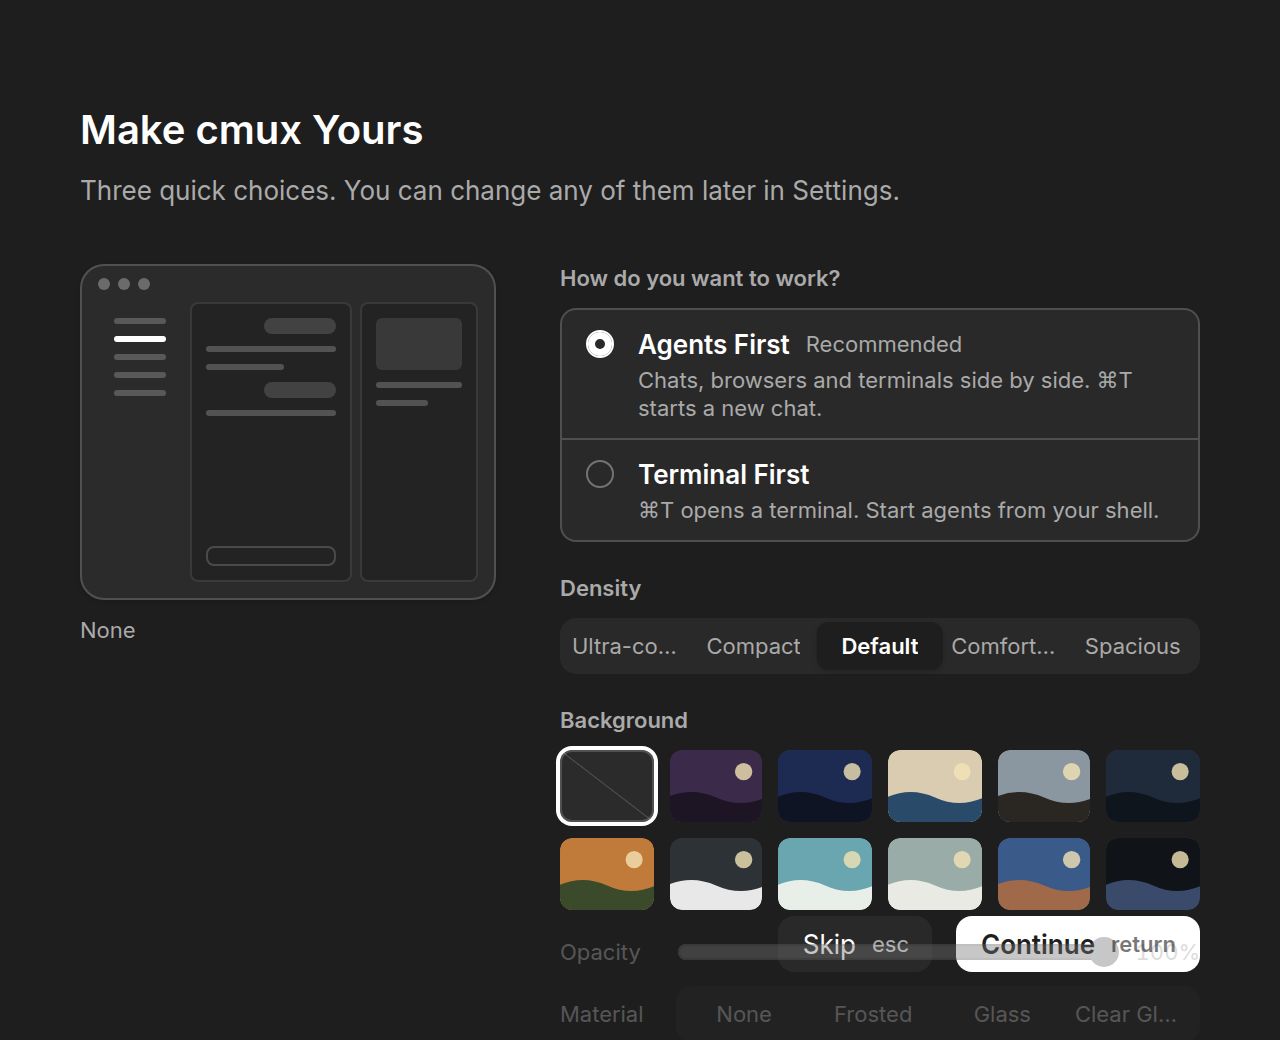 Make cmux Yours
Three quick choices. You can change any of them later in Settings.
None
How do you want to work?
Agents First Recommended
Chats, browsers and terminals side by side. ⌘T
starts a new chat.
Terminal First
⌘T opens a terminal. Start agents from your shell.
Density
Ultra-co... Compact Default Comfort... Spacious
Background
Skip esc Continue return
Opacity 100%
Material None Frosted Glass Clear Gl...